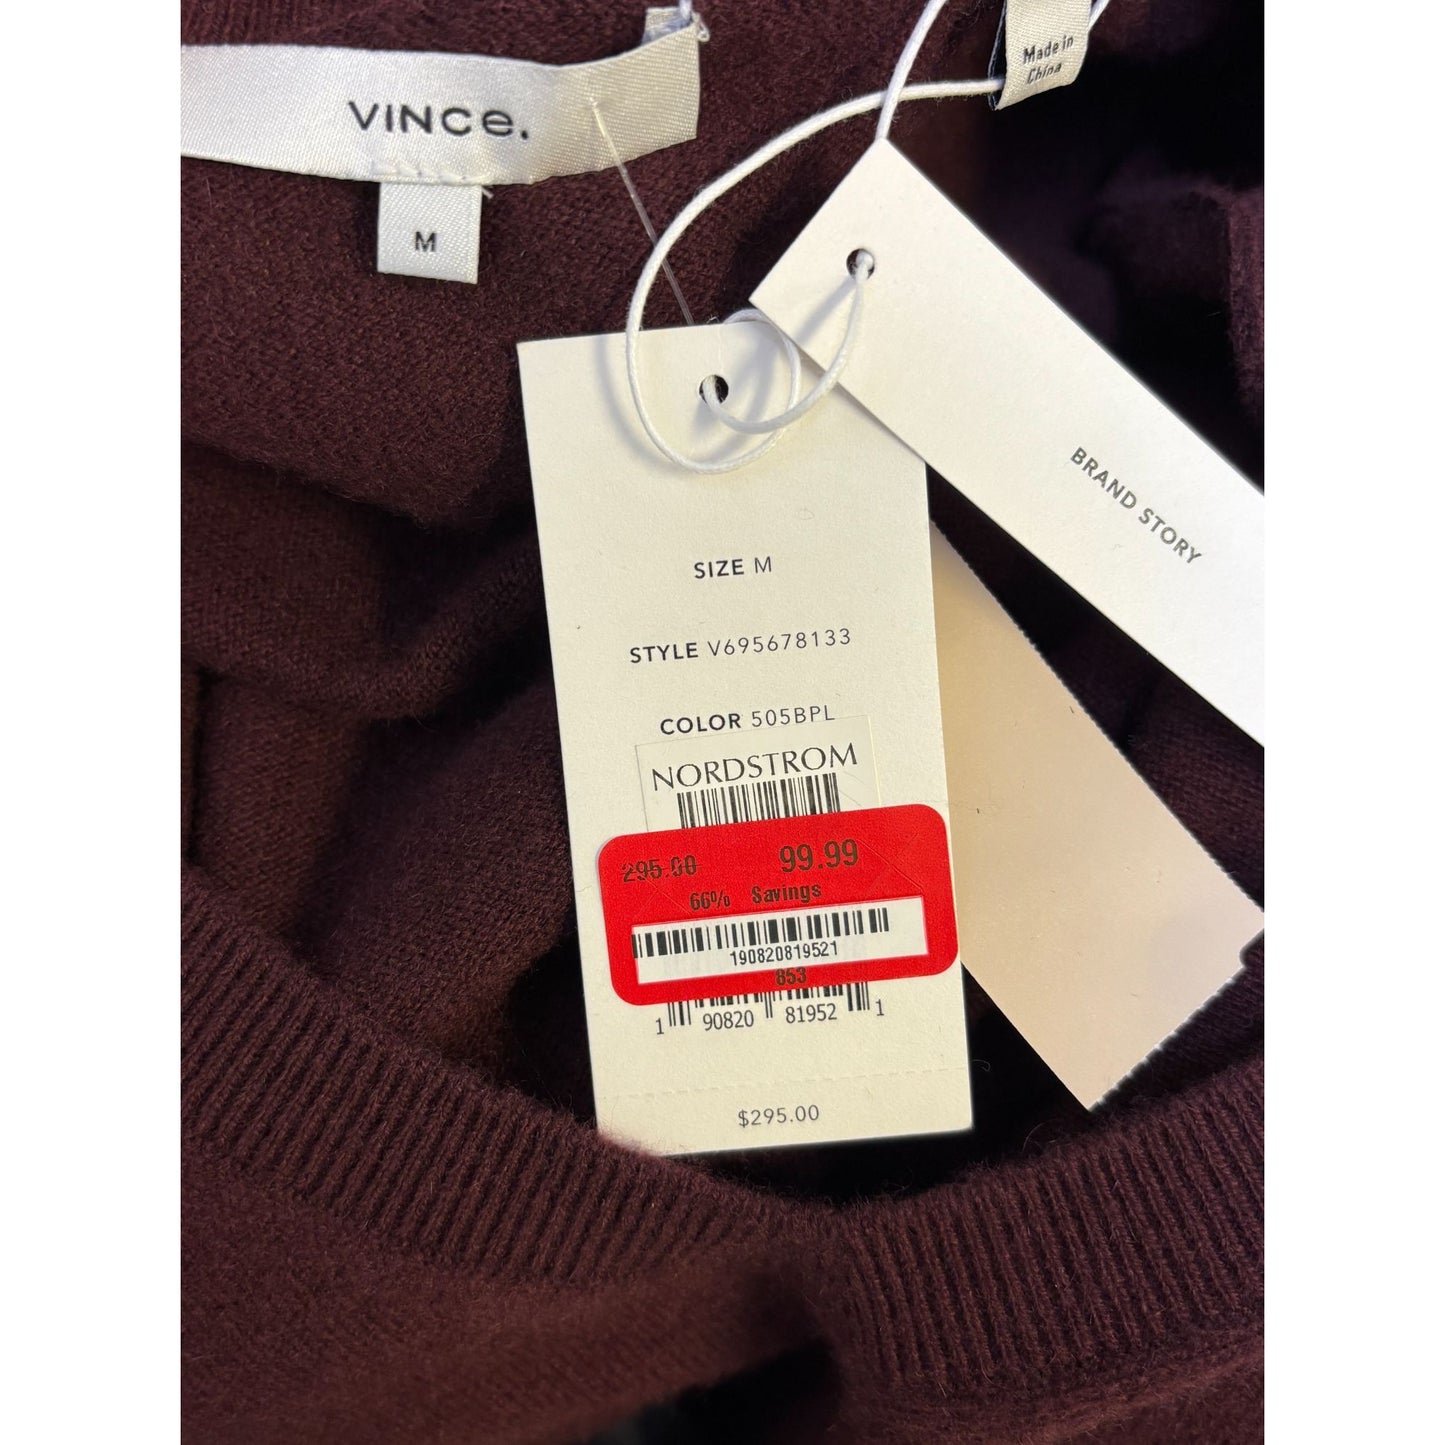 VINCE.
M
Made in
China
BRAND STORY
SIZE M
STYLE V695678133
COLOR 505BPL
NORDSTROM
295.00 99.99
66% Savings
190820819521
853
1 90820 81952 1
$295.00